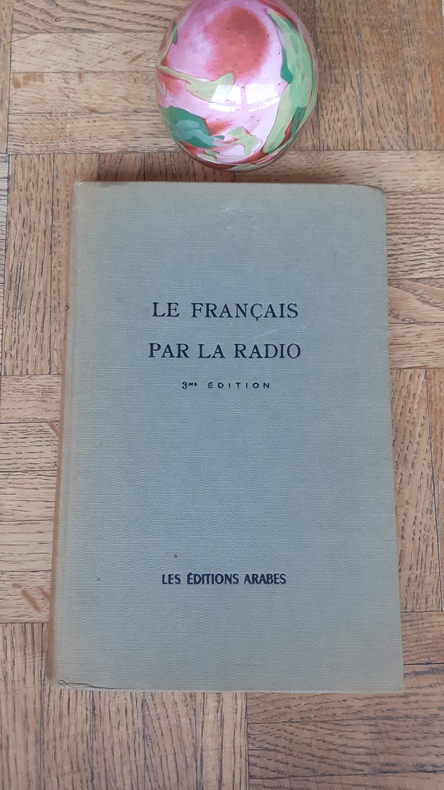 LE FRANÇAIS
PAR LA RADIO
3ME ÉDITION
LES ÉDITIONS ARABES